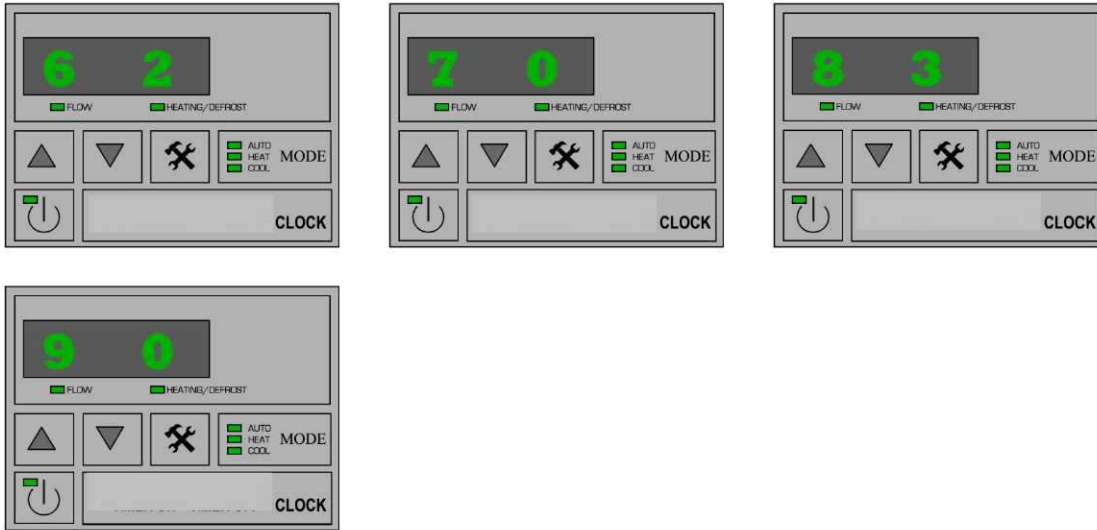 6 2
FLOW HEATING/DEFROST
AUTO
HEAT
COOL
MODE
CLOCK
7 0
FLOW HEATING/DEFROST
AUTO
HEAT
COOL
MODE
CLOCK
8 3
FLOW HEATING/DEFROST
AUTO
HEAT
COOL
MODE
CLOCK
9 0
FLOW HEATING/DEFROST
AUTO
HEAT
COOL
MODE
CLOCK